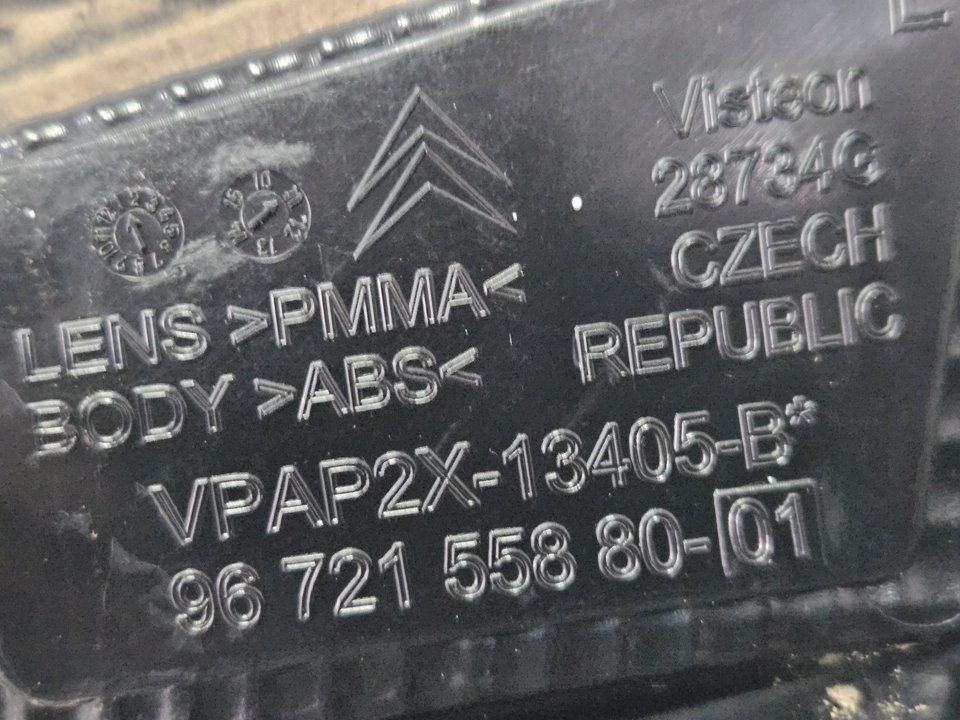 L
Visteon
28734G
CZECH
REPUBLIC
LENS >PMMA<
BODY >ABS<
VPAP2X-13405-B*
96 721 558 80-01